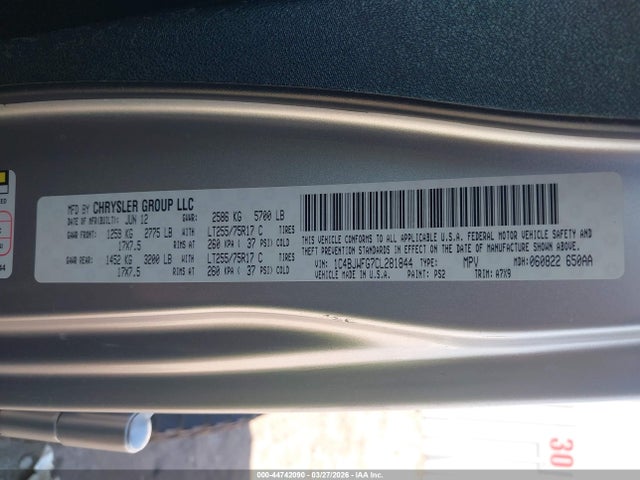 MFD BY CHRYSLER GROUP LLC
DATE OF MFR(BUILT): JUN 12 GVWR: 2586 KG 5700 LB
GAWR FRONT: 1259 KG 2775 LB WITH LT255/75R17 C TIRES
17X7.5 RIMS AT 260 KPA ( 37 PSI) COLD
GAWR REAR: 1452 KG 3200 LB WITH LT255/75R17 C TIRES
17X7.5 RIMS AT 260 KPA ( 37 PSI) COLD
THIS VEHICLE CONFORMS TO ALL APPLICABLE U.S.A. FEDERAL MOTOR VEHICLE SAFETY
AND THEFT PREVENTION STANDARDS IN EFFECT ON THE DATE OF MANUFACTURE SHOWN ABOVE.
VIN: 1C4BJWFG7CL281844 TYPE: MPV MDH: 060822 650AA
VEHICLE MADE IN U.S.A. PAINT: PS2 TRIM: A7X9
30
000-44742090 - 03/27/2026 - IAA Inc.